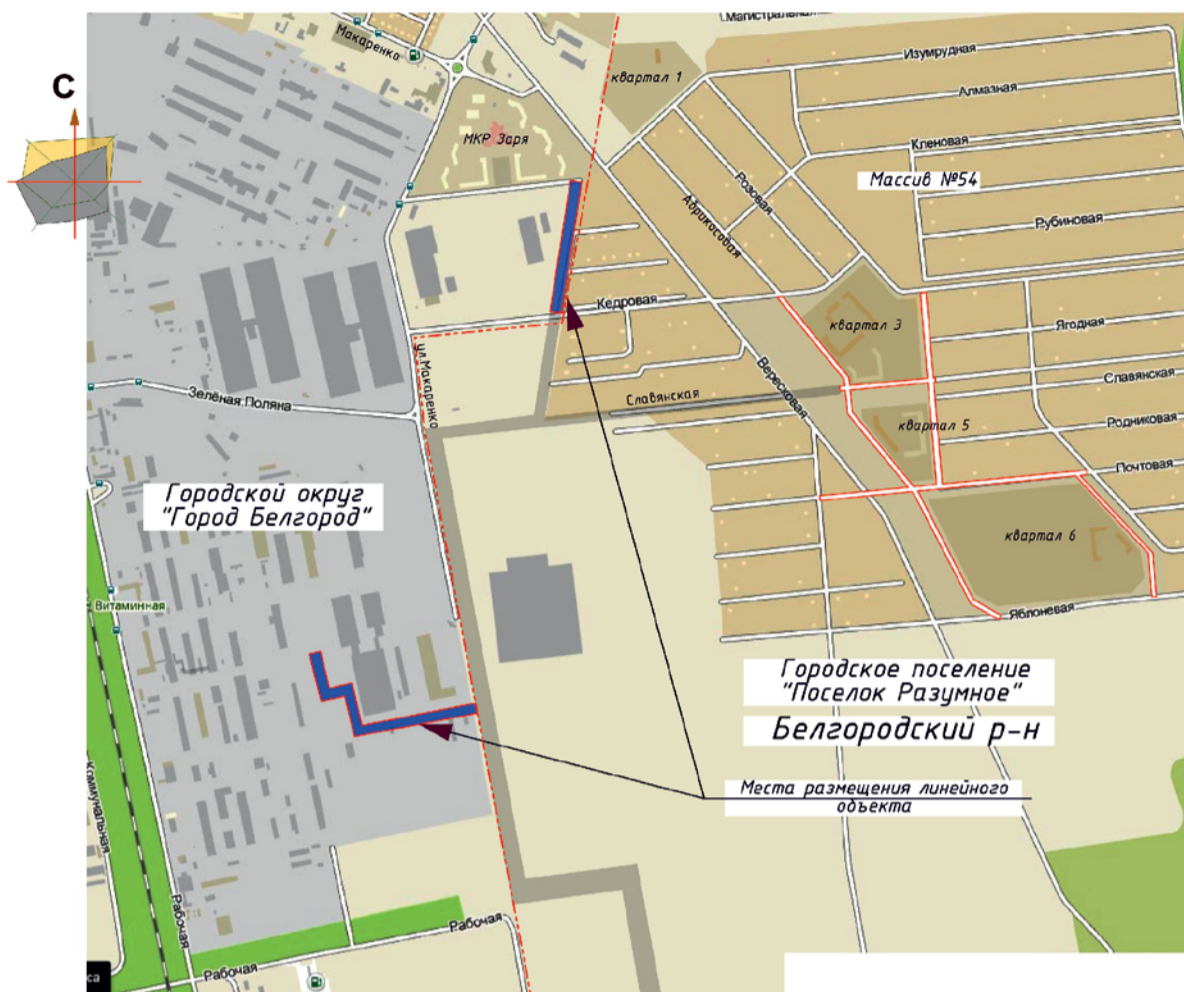 Магистральная
Макаренко
Изумрудная
квартал 1
Алмазная
С
МКР Заря
Кленовая
Розовая
Массив №54
Абрикосовая
Рубиновая
Кедровая
квартал 3
Ягодная
ул.Макаренко
Вересковая
Славянская
Славянская
Зелёная Поляна
квартал 5
Родниковая
Почтовая
Городской округ
"Город Белгород"
квартал 6
Витаминная
Яблоневая
Городское поселение
"Поселок Разумное"
Белгородский р-н
Коммунальная
Места размещения линейного
объекта
Рабочая
Рабочая
Рабочая
са